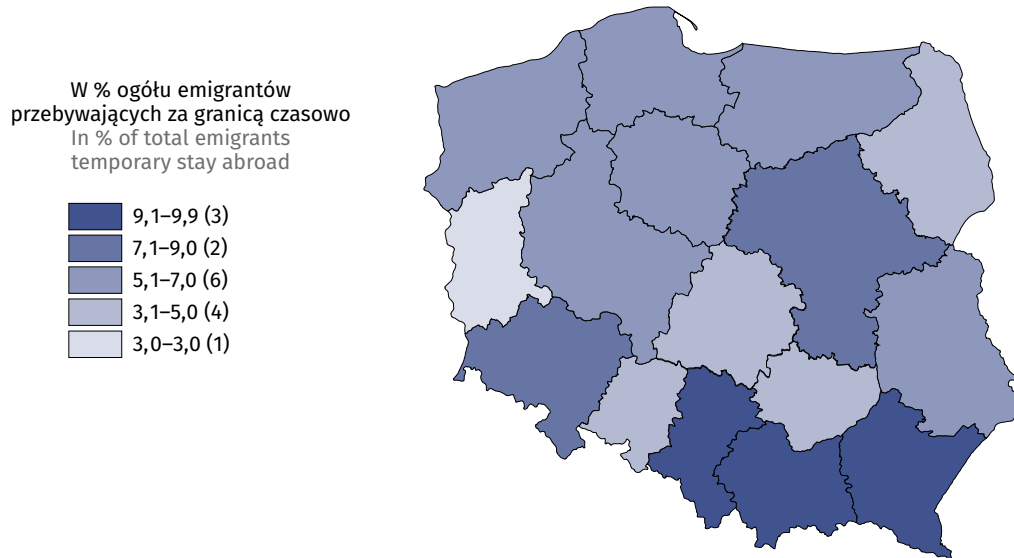 W % ogółu emigrantów
przebywających za granicą czasowo
In % of total emigrants
temporary stay abroad
9,1–9,9 (3)
7,1–9,0 (2)
5,1–7,0 (6)
3,1–5,0 (4)
3,0–3,0 (1)